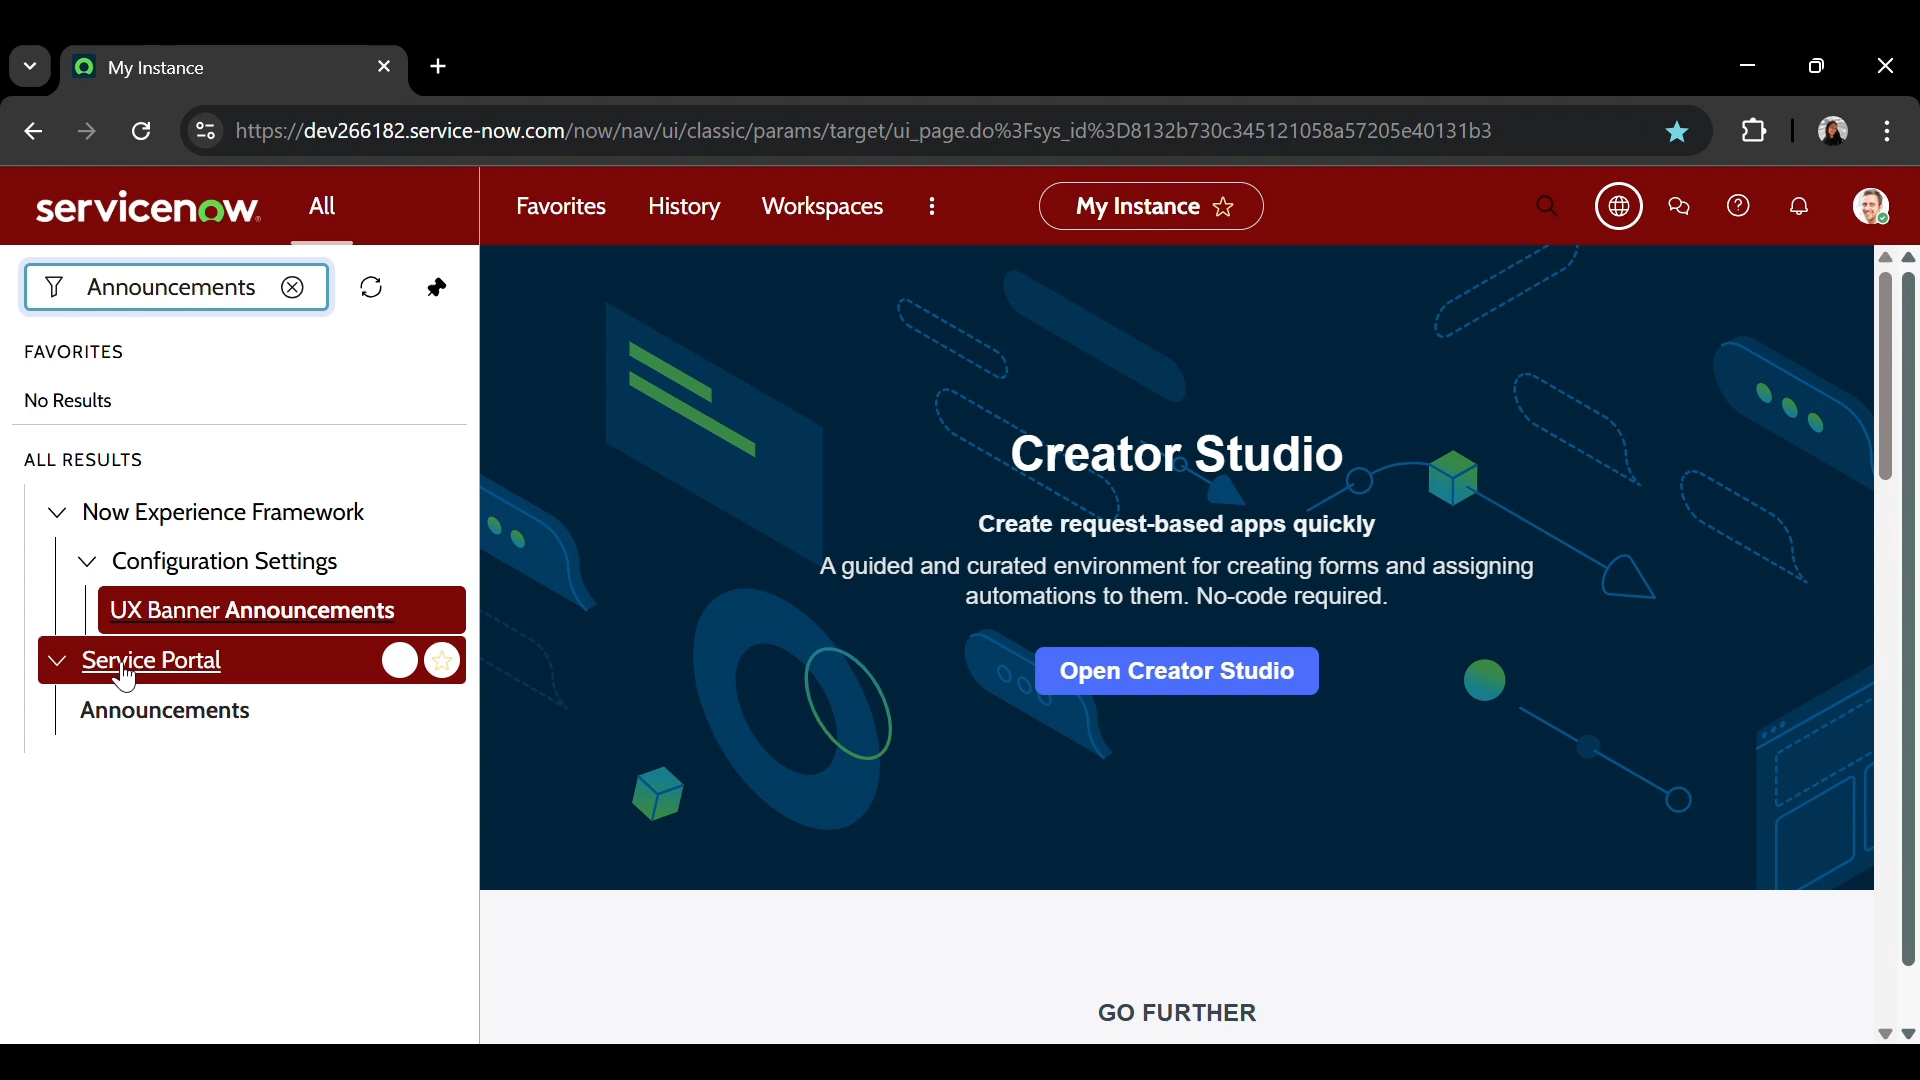 My Instance
https://dev266182.service-now.com/now/nav/ui/classic/params/target/ui_page.do%3Fsys_id%3D8132b730c345121058a57205e40131b3
servicenow
All
Favorites
History
Workspaces
My Instance
Announcements
FAVORITES
No Results
ALL RESULTS
Now Experience Framework
Configuration Settings
UX Banner Announcements
Service Portal
Announcements
Creator Studio
Create request-based apps quickly
A guided and curated environment for creating forms and assigning
automations to them. No-code required.
Open Creator Studio
GO FURTHER